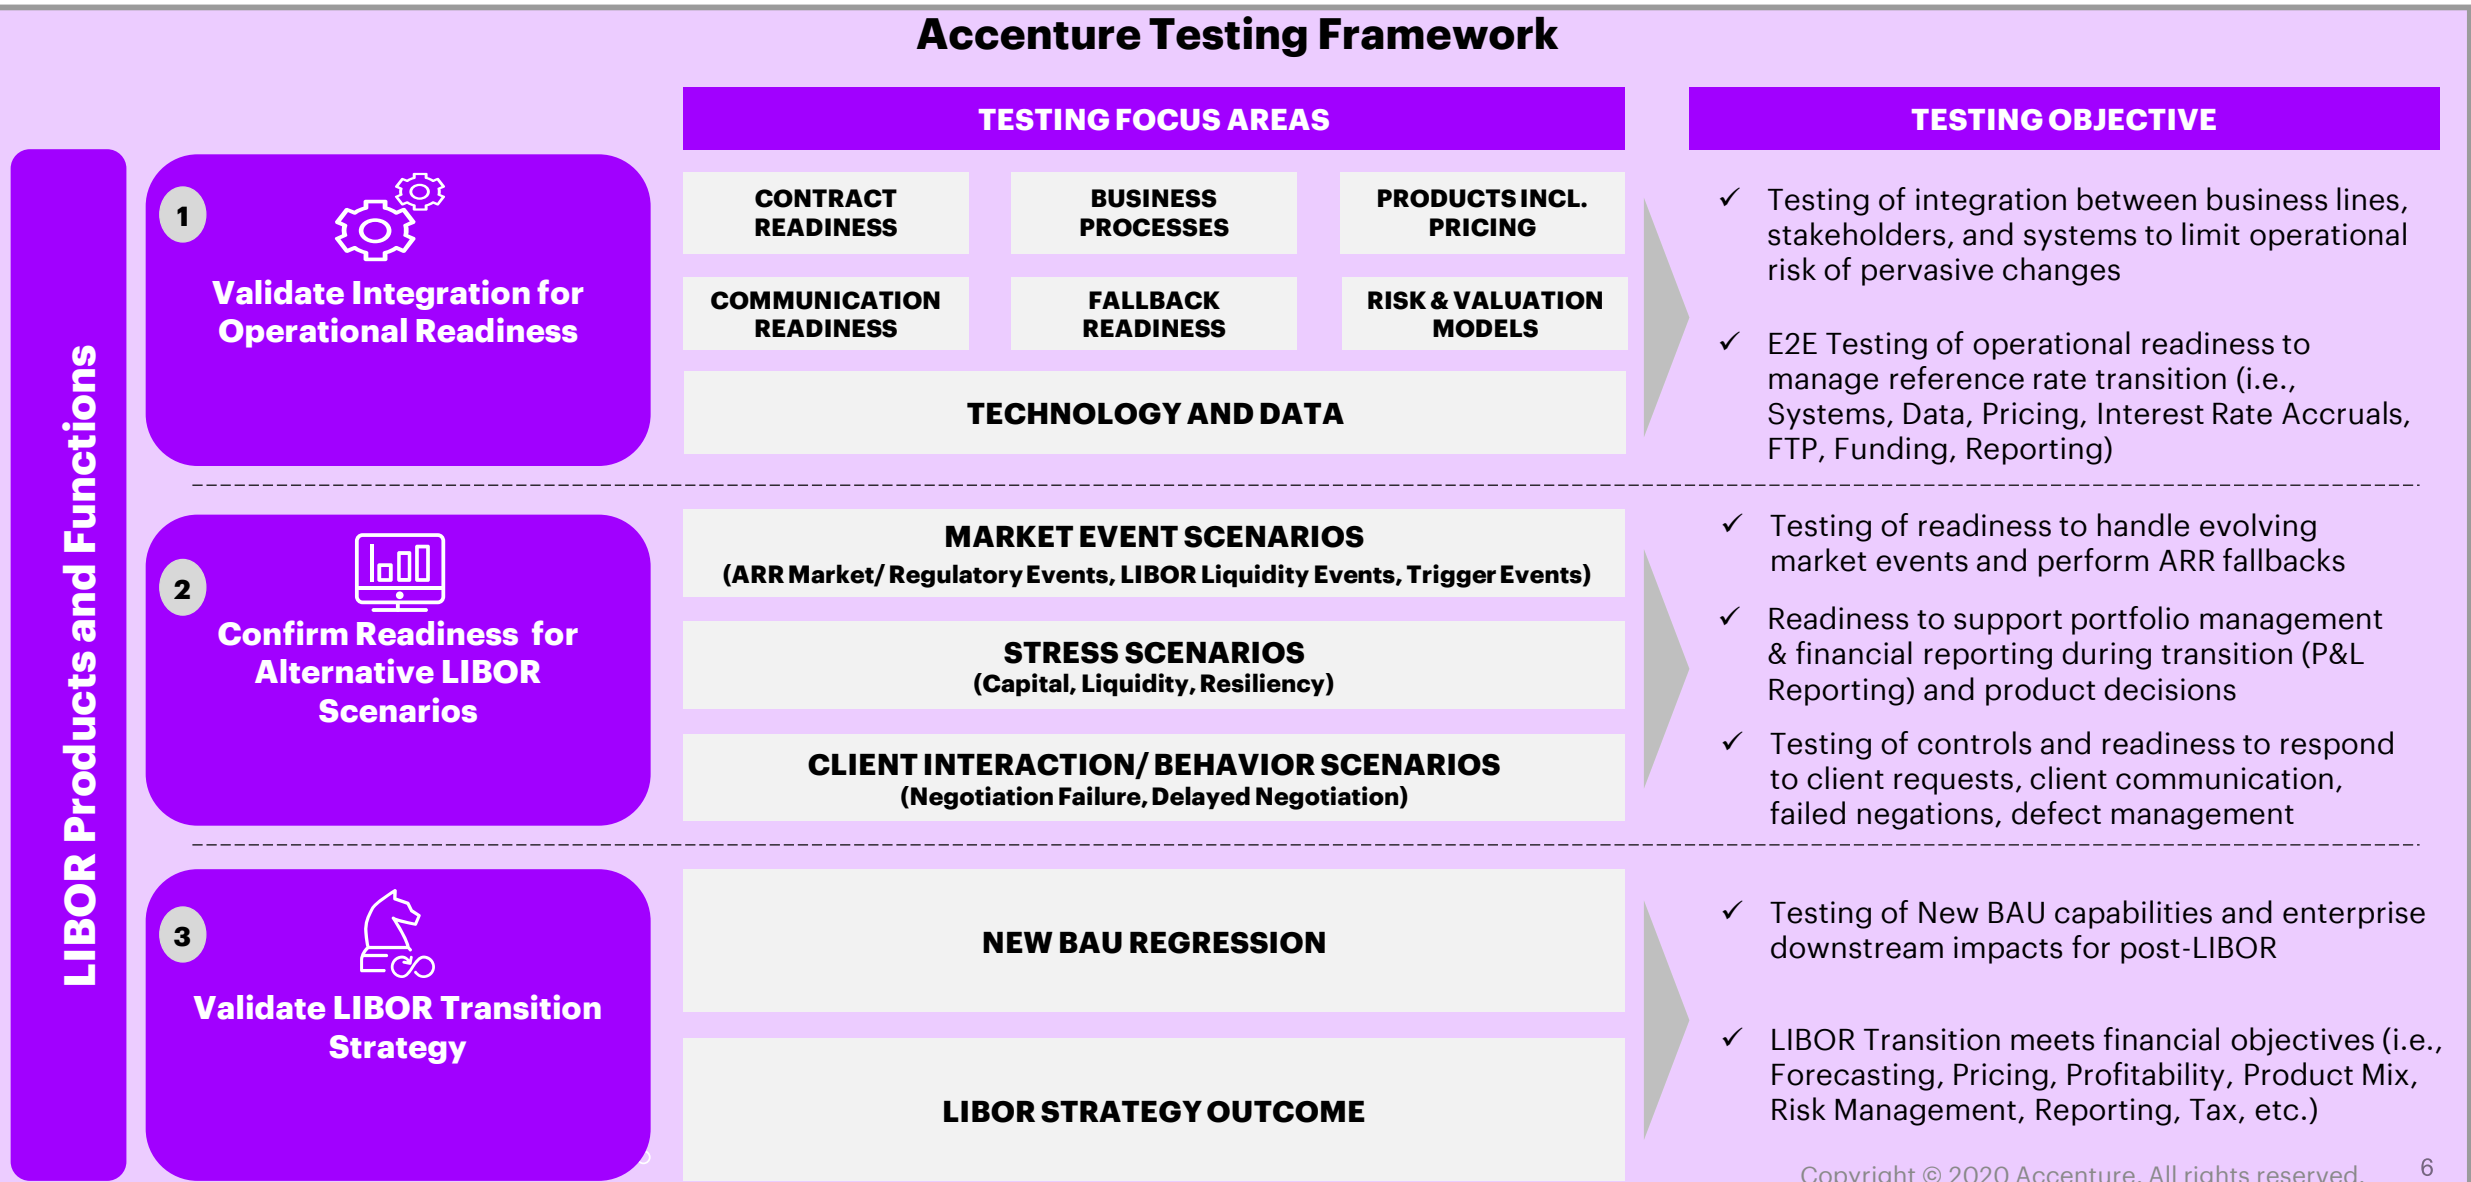 Accenture Testing Framework
TESTING FOCUS AREAS
TESTING OBJECTIVE
LIBOR Products and Functions
1
Validate Integration for
Operational Readiness
CONTRACT
READINESS
BUSINESS
PROCESSES
PRODUCTS INCL.
PRICING
COMMUNICATION
READINESS
FALLBACK
READINESS
RISK & VALUATION
MODELS
TECHNOLOGY AND DATA
✓ Testing of integration between business lines,
stakeholders, and systems to limit operational
risk of pervasive changes
✓ E2E Testing of operational readiness to
manage reference rate transition (i.e.,
Systems, Data, Pricing, Interest Rate Accruals,
FTP, Funding, Reporting)
2
Confirm Readiness for
Alternative LIBOR
Scenarios
MARKET EVENT SCENARIOS
(ARR Market/ Regulatory Events, LIBOR Liquidity Events, Trigger Events)
STRESS SCENARIOS
(Capital, Liquidity, Resiliency)
CLIENT INTERACTION/ BEHAVIOR SCENARIOS
(Negotiation Failure, Delayed Negotiation)
✓ Testing of readiness to handle evolving
market events and perform ARR fallbacks
✓ Readiness to support portfolio management
& financial reporting during transition (P&L
Reporting) and product decisions
✓ Testing of controls and readiness to respond
to client requests, client communication,
failed negations, defect management
3
Validate LIBOR Transition
Strategy
NEW BAU REGRESSION
LIBOR STRATEGY OUTCOME
✓ Testing of New BAU capabilities and enterprise
downstream impacts for post-LIBOR
✓ LIBOR Transition meets financial objectives (i.e.,
Forecasting, Pricing, Profitability, Product Mix,
Risk Management, Reporting, Tax, etc.)
Copyright © 2020 Accenture. All rights reserved.
6